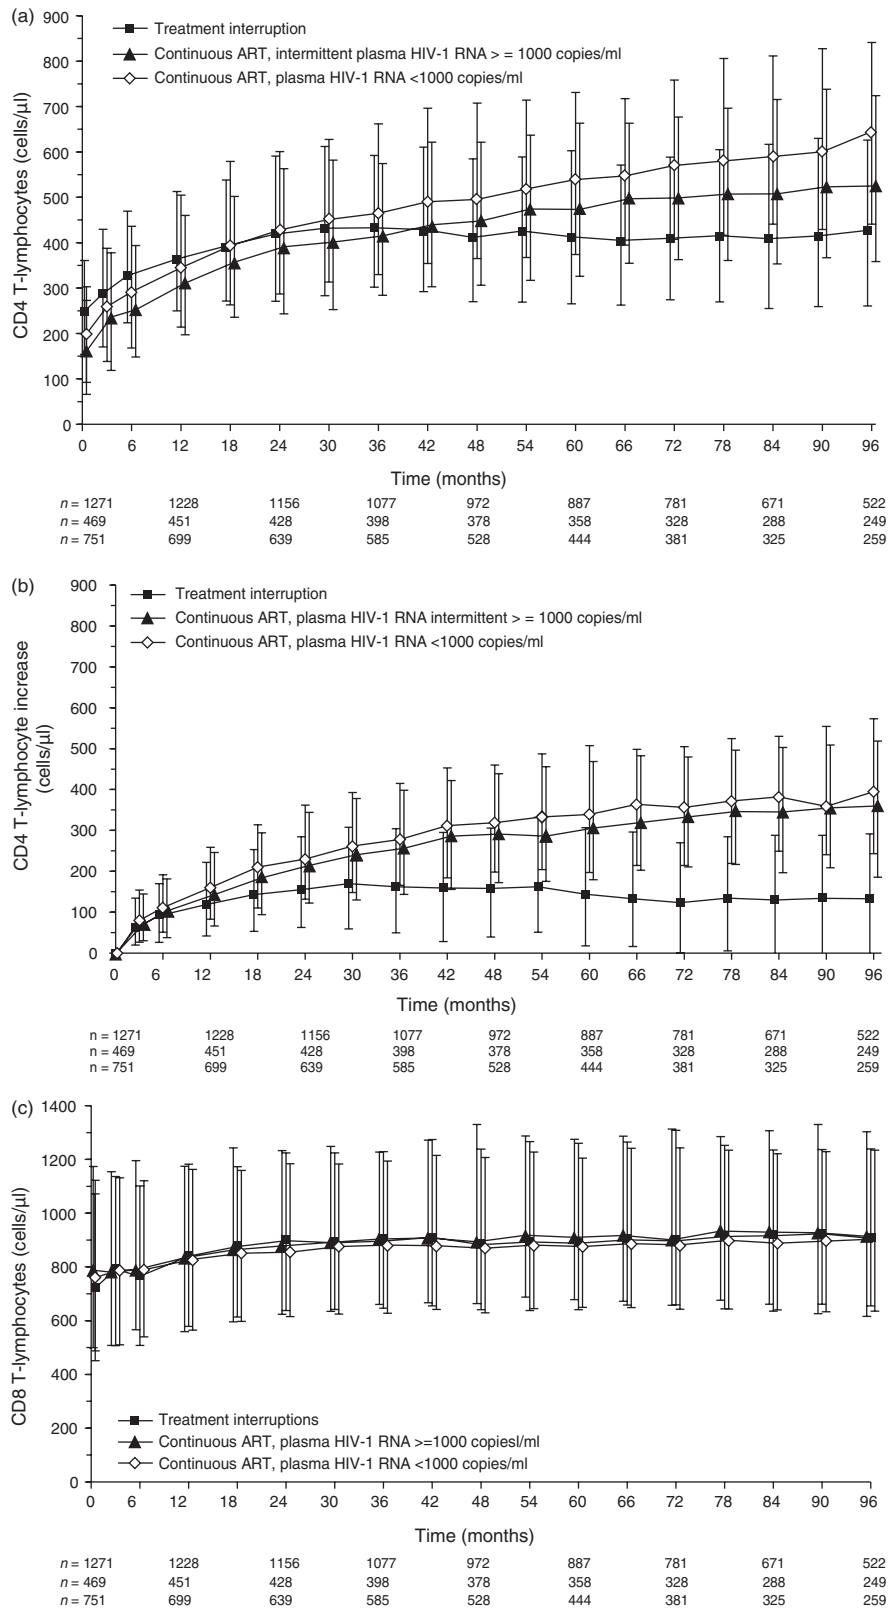 (a)
900
800
700
600
500
400
300
200
100
0
CD4 T-lymphocytes (cells/µl)
Treatment interruption
Continuous ART, intermittent plasma HIV-1 RNA > = 1000 copies/ml
Continuous ART, plasma HIV-1 RNA <1000 copies/ml
0 6 12 18 24 30 36 42 48 54 60 66 72 78 84 90 96
Time (months)
n = 1271 1228 1156 1077 972 887 781 671 522
n = 469 451 428 398 378 358 328 288 249
n = 751 699 639 585 528 444 381 325 259
(b)
900
800
700
600
500
400
300
200
100
0
CD4 T-lymphocyte increase
(cells/µl)
Treatment interruption
Continuous ART, plasma HIV-1 RNA intermittent > = 1000 copies/ml
Continuous ART, plasma HIV-1 RNA <1000 copies/ml
0 6 12 18 24 30 36 42 48 54 60 66 72 78 84 90 96
Time (months)
n = 1271 1228 1156 1077 972 887 781 671 522
n = 469 451 428 398 378 358 328 288 249
n = 751 699 639 585 528 444 381 325 259
(c)
1400
1200
1000
800
600
400
200
0
CD8 T-lymphocytes (cells/µl)
Treatment interruptions
Continuous ART, plasma HIV-1 RNA >=1000 copiesl/ml
Continuous ART, plasma HIV-1 RNA <1000 copies/ml
0 6 12 18 24 30 36 42 48 54 60 66 72 78 84 90 96
Time (months)
n = 1271 1228 1156 1077 972 887 781 671 522
n = 469 451 428 398 378 358 328 288 249
n = 751 699 639 585 528 444 381 325 259